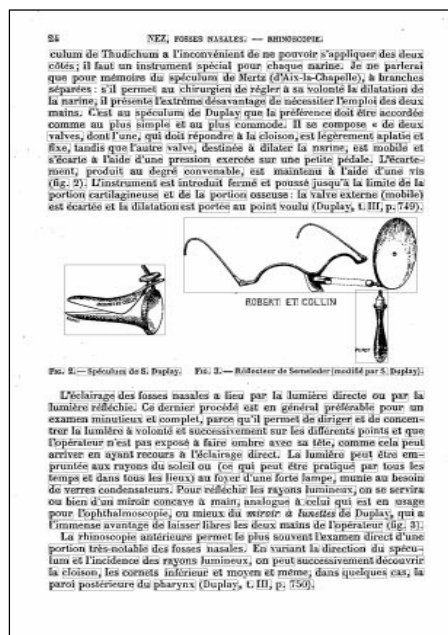 24 NEZ, FOSSES NASALES. — RHINOSCOPIE.
culum de Thudichum a l'inconvénient de ne pouvoir s'appliquer des deux
côtés ; il faut un instrument spécial pour chaque narine. Je ne parlerai
que pour mémoire du spéculum de Mertz (d'Aix-la-Chapelle), à branches
séparées : s'il permet au chirurgien de régler à sa volonté la dilatation de
la narine, il présente l'extrême désavantage de nécessiter l'emploi des deux
mains. C'est au spéculum de Duplay que la préférence doit être accordée
comme au plus simple et au plus commode. Il se compose « de deux
valves, dont l'une, qui doit répondre à la cloison, est légèrement aplatie et
fixe, tandis que l'autre valve, destinée à dilater la narine, est mobile et
s'écarte à l'aide d'une pression exercée sur une petite pédale. L'écarte-
ment, produit au degré convenable, est maintenu à l'aide d'une vis
(fig. 2). L'instrument est introduit fermé et poussé jusqu'à la limite de la
portion cartilagineuse et de la portion osseuse : la valve externe (mobile)
est écartée et la dilatation est portée au point voulu (Duplay, t. III, p. 749).
ROBERT ET COLLIN
FIG. 2. — Spéculum de S. Duplay. FIG. 3. — Réflecteur de Semeleder (modifié par S. Duplay).
L'éclairage des fosses nasales a lieu par la lumière directe ou par la
lumière réfléchie. Ce dernier procédé est en général préférable pour un
examen minutieux et complet, parce qu'il permet de diriger et de concen-
trer la lumière à volonté et successivement sur les différents points et que
l'opérateur n'est pas exposé à faire ombre avec sa tête, comme cela peut
arriver en ayant recours à l'éclairage direct. La lumière peut être em-
pruntée aux rayons du soleil ou (ce qui peut être pratiqué par tous les
temps et dans tous les lieux) au foyer d'une forte lampe, munie au besoin
de verres condensateurs. Pour réfléchir les rayons lumineux, on se servira
ou bien d'un miroir concave à main, analogue à celui qui est en usage
pour l'ophthalmoscopie, ou mieux du miroir à lunettes de Duplay, qui a
l'immense avantage de laisser libres les deux mains de l'opérateur (fig. 3).
La rhinoscopie antérieure permet le plus souvent l'examen direct d'une
portion très-notable des fosses nasales. En variant la direction du spécu-
lum et l'incidence des rayons lumineux, on peut successivement découvrir
la cloison, les cornets inférieur et moyen et même, dans quelques cas, la
paroi postérieure du pharynx (Duplay, t. III, p. 750).